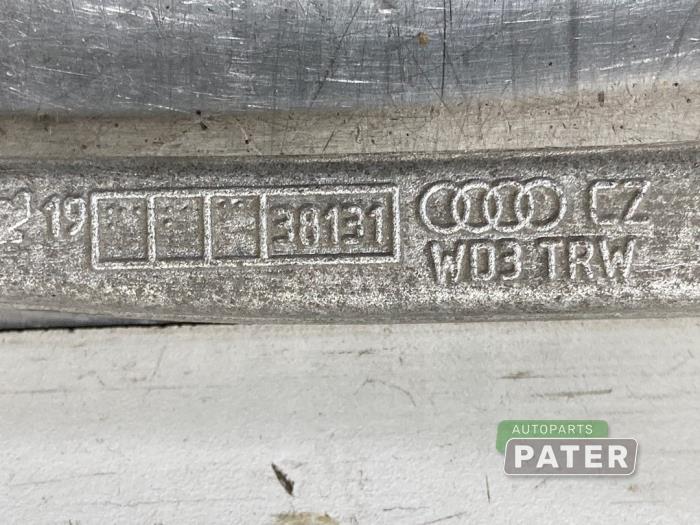 19 38131 CZ
WD3 TRW
AUTOPARTS
PATER